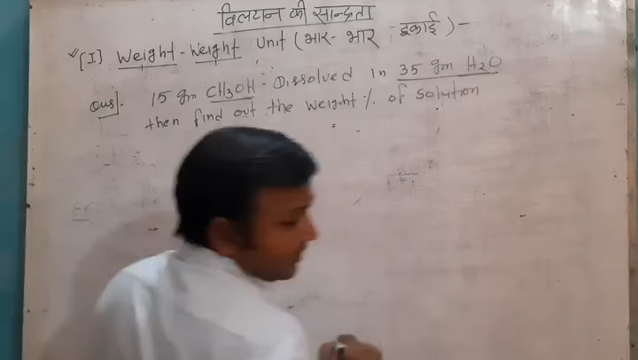 विलयन की सान्द्रता
[I] Weight-Weight Unit (भार-भार इकाई) -
Ques]. 15 gm CH3OH Dissolved in 35 gm H2O
then find out the weight % of solution